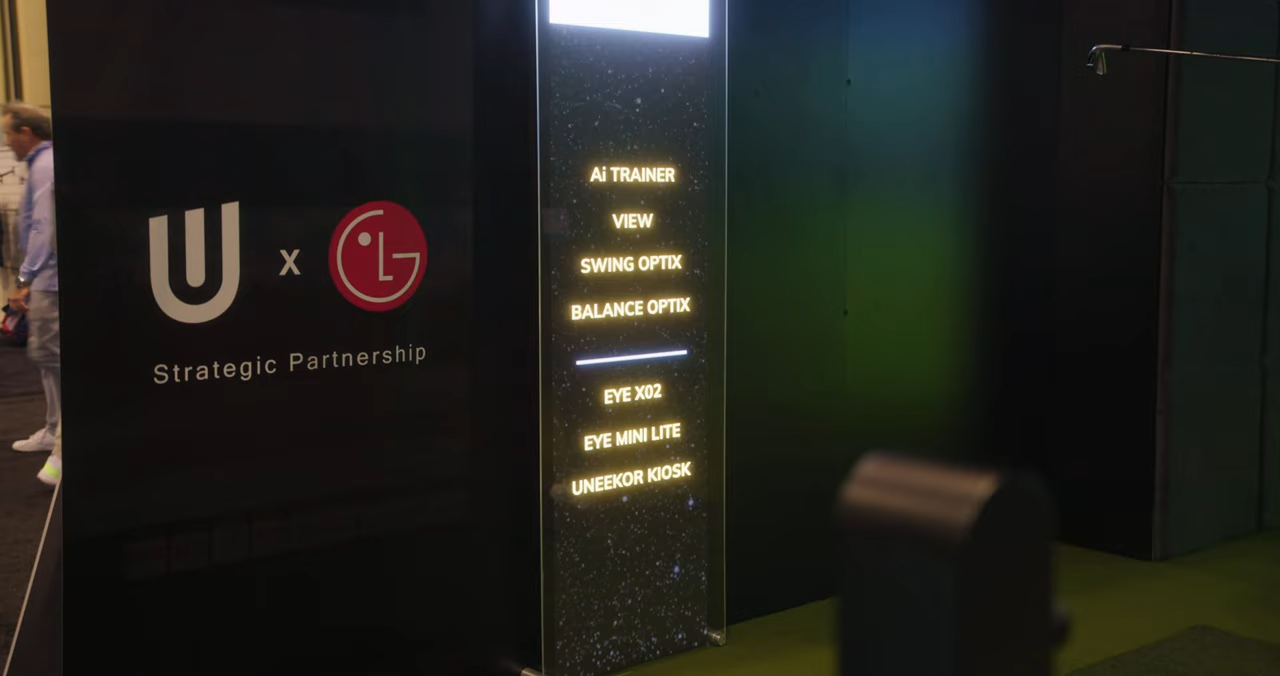 U x LG
Strategic Partnership
Ai TRAINER
VIEW
SWING OPTIX
BALANCE OPTIX
EYE X02
EYE MINI LITE
UNEEKOR KIOSK